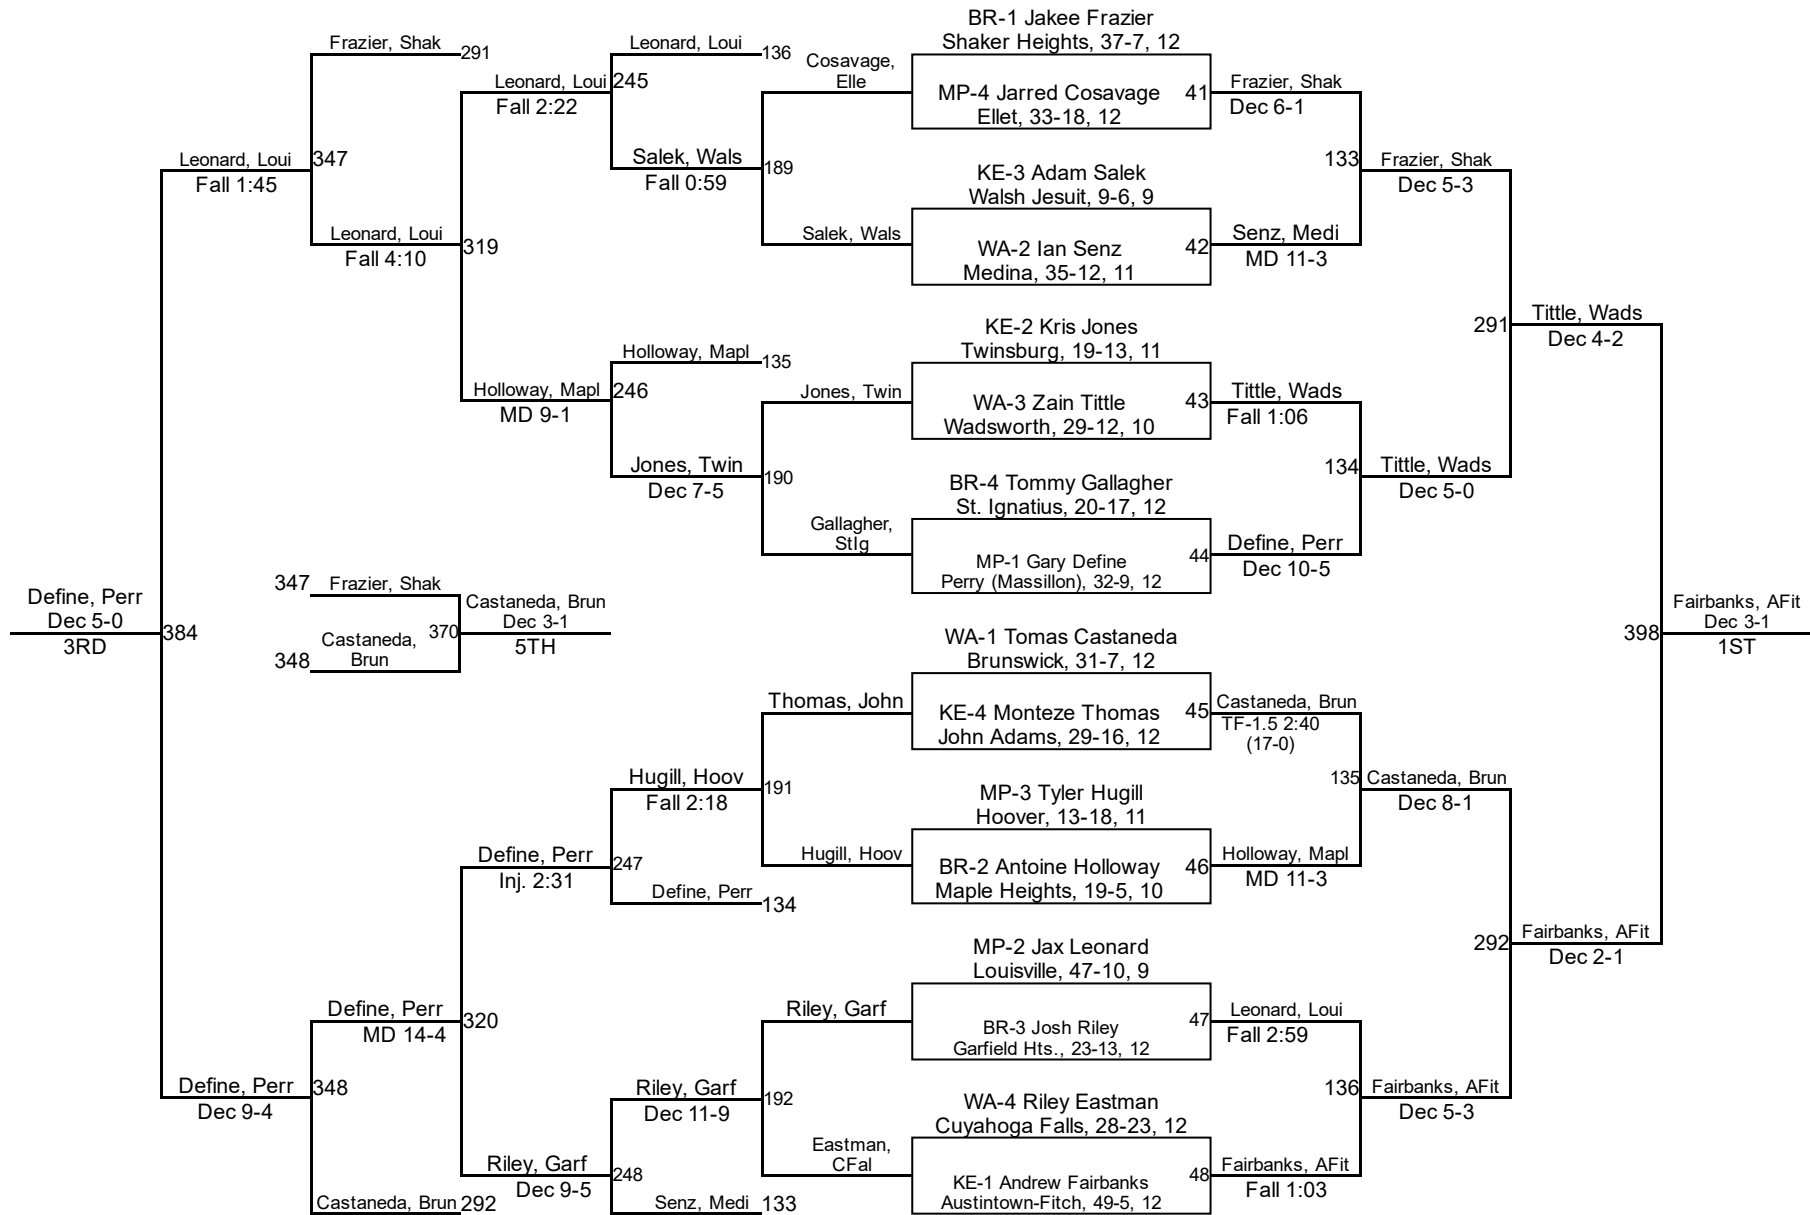 BR-1 Jakee Frazier
Shaker Heights, 37-7, 12
Frazier, Shak
291
Leonard, Loui
136
Cosavage,
Elle
Leonard, Loui
245
Fall 2:22
MP-4 Jarred Cosavage
Ellet, 33-18, 12
41
Frazier, Shak
Dec 6-1
Leonard, Loui
Fall 1:45
347
Salek, Wals
Fall 0:59
189
KE-3 Adam Salek
Walsh Jesuit, 9-6, 9
133
Frazier, Shak
Dec 5-3
Leonard, Loui
Fall 4:10
319
Salek, Wals
WA-2 Ian Senz
Medina, 35-12, 11
42
Senz, Medi
MD 11-3
KE-2 Kris Jones
Twinsburg, 19-13, 11
291
Tittle, Wads
Dec 4-2
Holloway, Mapl
135
Holloway, Mapl
MD 9-1
246
Jones, Twin
WA-3 Zain Tittle
Wadsworth, 29-12, 10
43
Tittle, Wads
Fall 1:06
Jones, Twin
Dec 7-5
190
BR-4 Tommy Gallagher
St. Ignatius, 20-17, 12
134
Tittle, Wads
Dec 5-0
Gallagher,
StIg
MP-1 Gary Define
Perry (Massillon), 32-9, 12
44
Define, Perr
Dec 10-5
347
Frazier, Shak
Define, Perr
Dec 5-0
3RD
384
Castaneda, Brun
Dec 3-1
5TH
370
348
Castaneda,
Brun
398
Fairbanks, AFit
Dec 3-1
1ST
WA-1 Tomas Castaneda
Brunswick, 31-7, 12
Thomas, John
KE-4 Monteze Thomas
John Adams, 29-16, 12
45
Castaneda, Brun
TF-1.5 2:40
(17-0)
Hugill, Hoov
Fall 2:18
191
MP-3 Tyler Hugill
Hoover, 13-18, 11
135
Castaneda, Brun
Dec 8-1
Define, Perr
Inj. 2:31
247
Define, Perr
134
Hugill, Hoov
BR-2 Antoine Holloway
Maple Heights, 19-5, 10
46
Holloway, Mapl
MD 11-3
MP-2 Jax Leonard
Louisville, 47-10, 9
292
Fairbanks, AFit
Dec 2-1
Define, Perr
MD 14-4
320
Riley, Garf
BR-3 Josh Riley
Garfield Hts., 23-13, 12
47
Leonard, Loui
Fall 2:59
Define, Perr
Dec 9-4
348
Riley, Garf
Dec 11-9
192
WA-4 Riley Eastman
Cuyahoga Falls, 28-23, 12
136
Fairbanks, AFit
Dec 5-3
Riley, Garf
Dec 9-5
248
Eastman,
CFal
KE-1 Andrew Fairbanks
Austintown-Fitch, 49-5, 12
48
Fairbanks, AFit
Fall 1:03
Castaneda, Brun
292
Senz, Medi
133